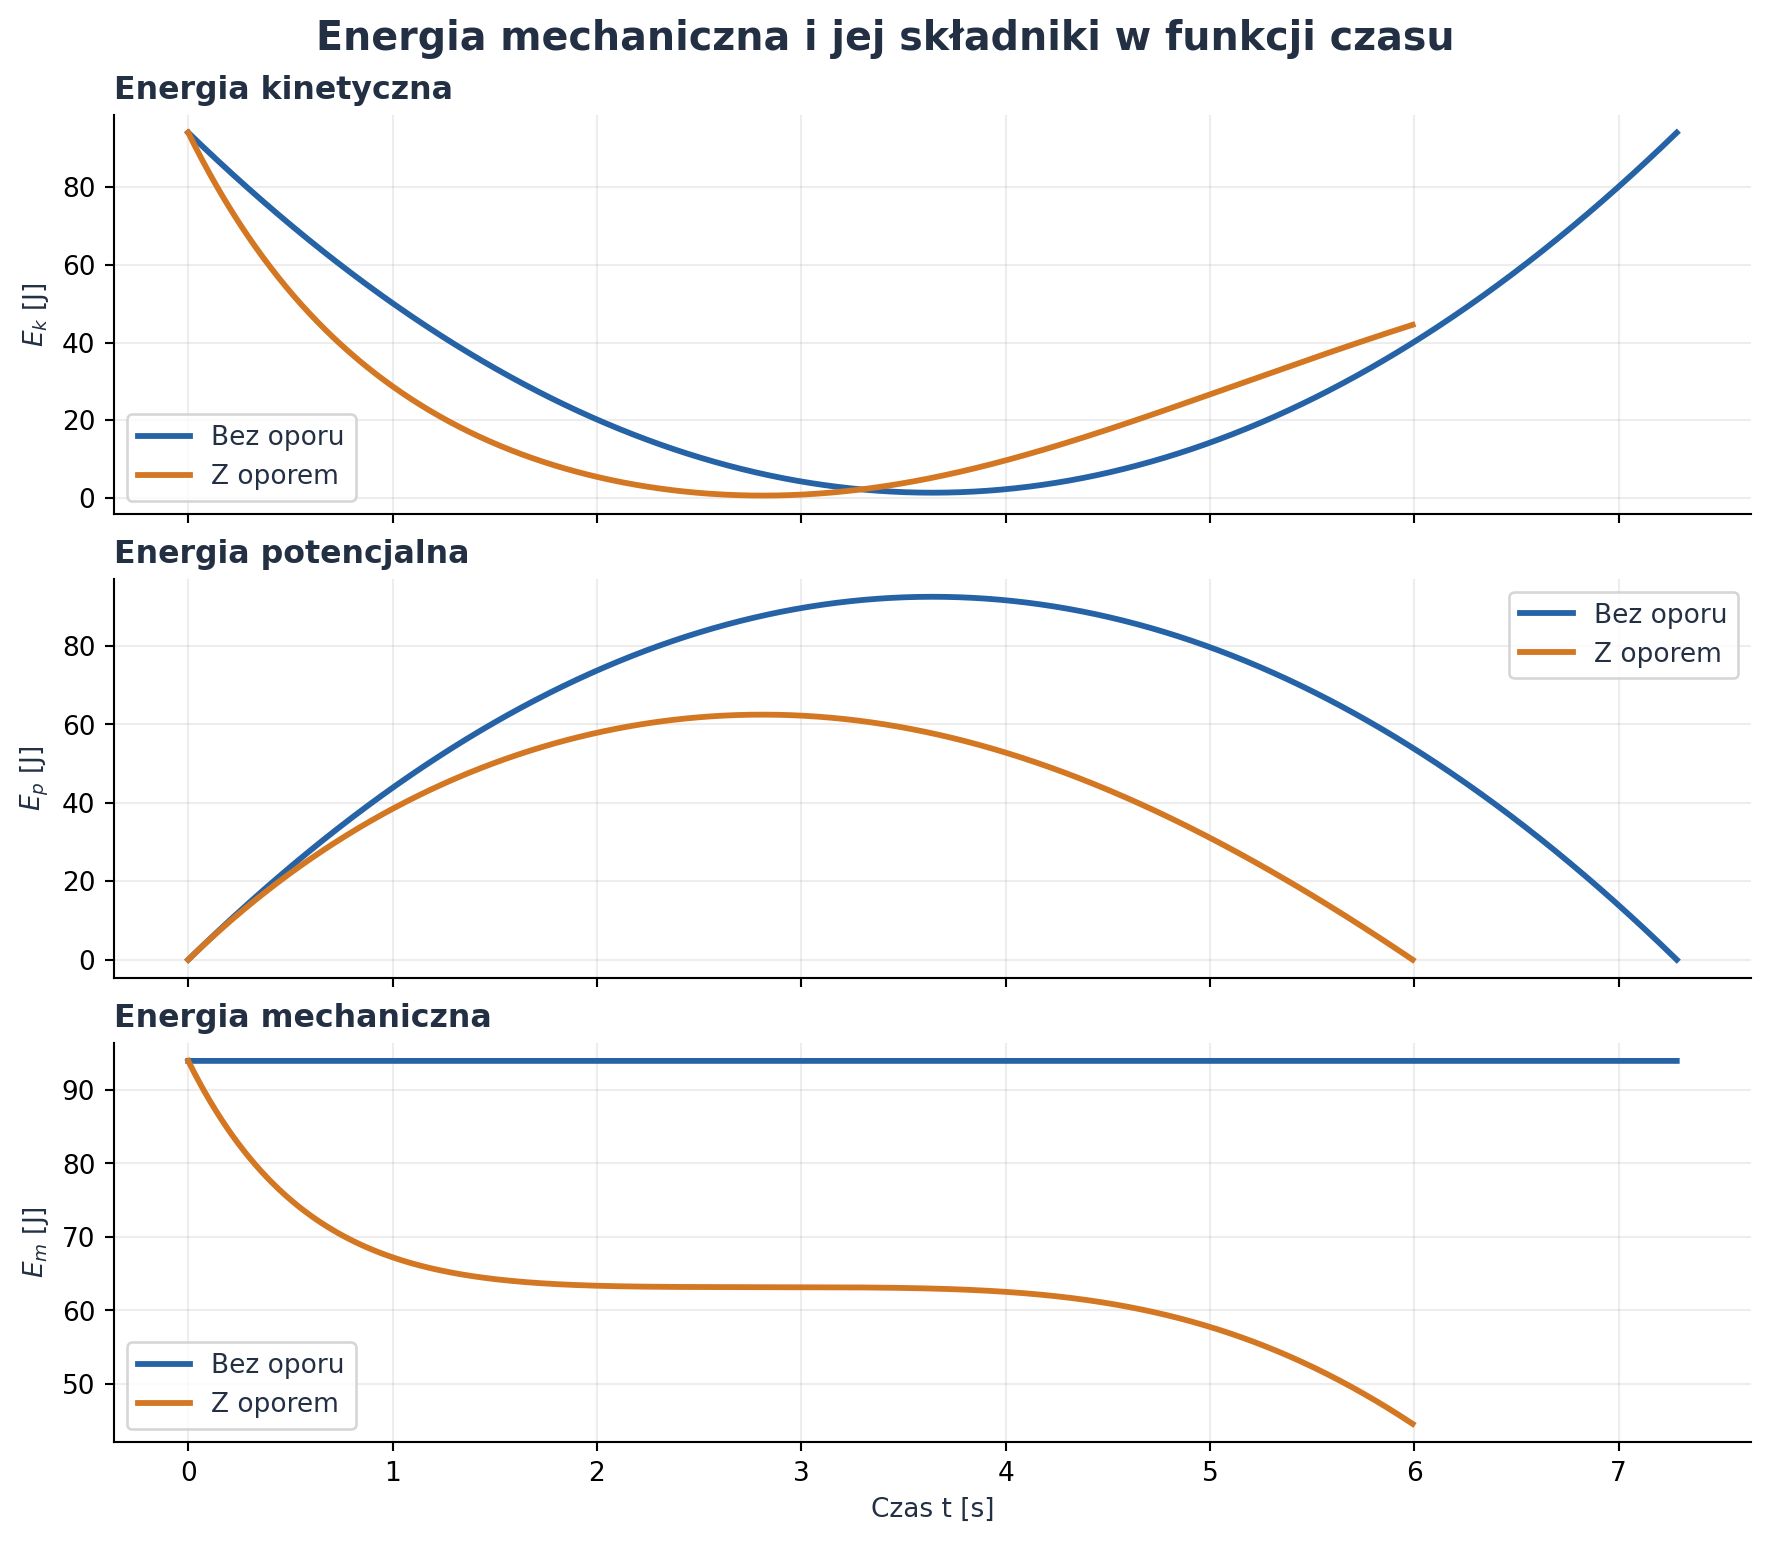 Energia mechaniczna i jej składniki w funkcji czasu
Energia kinetyczna
80
60
40
20
0
E_k [J]
Bez oporu
Z oporem
Energia potencjalna
80
60
40
20
0
E_p [J]
Bez oporu
Z oporem
Energia mechaniczna
90
80
70
60
50
E_m [J]
Bez oporu
Z oporem
0 1 2 3 4 5 6 7
Czas t [s]